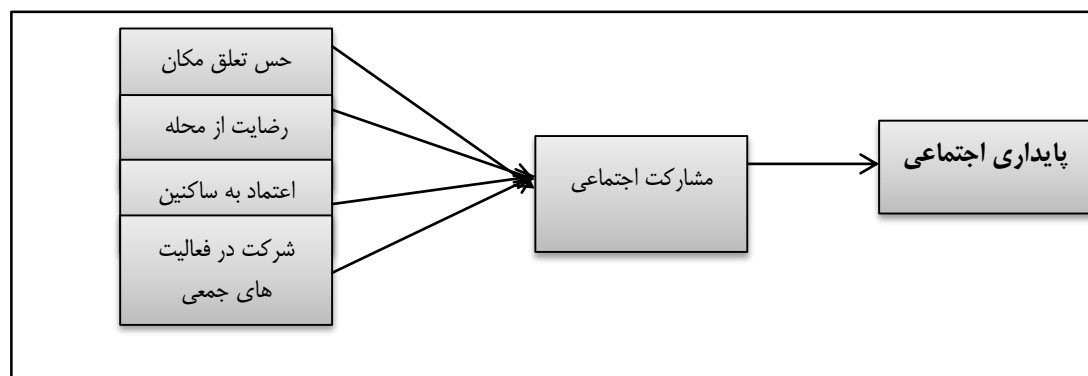 حس تعلق مکان
رضایت از محله
اعتماد به ساکنین
شرکت در فعالیت
های جمعی
مشارکت اجتماعی
پایداری اجتماعی